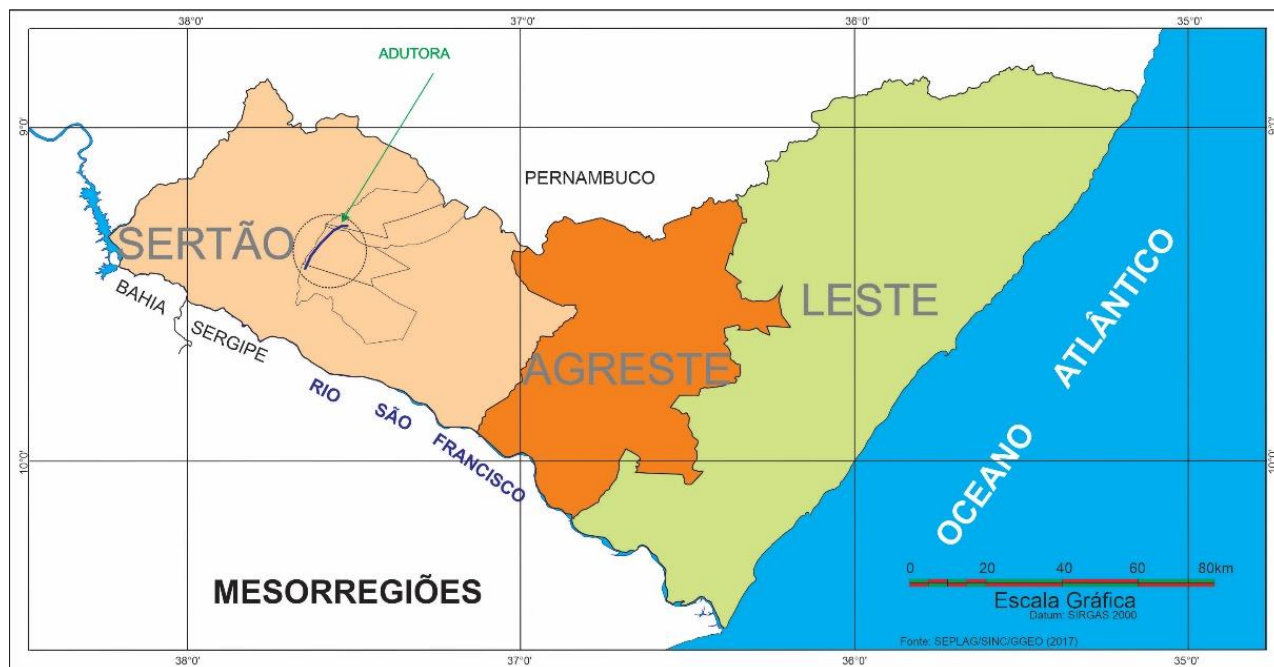 38°0'
37°0'
36°0'
35°0'
ADUTORA
9°0'
9°0'
PERNAMBUCO
SERTÃO
BAHIA
SERGIPE
LESTE
AGRESTE
RIO SÃO FRANCISCO
OCEANO ATLÂNTICO
10°0'
10°0'
MESORREGIÕES
0 20 40 60 80km
Escala Gráfica
Datum: SIRGAS 2000
Fonte: SEPLAG/SINC/GGEO (2017)
38°0'
37°0'
36°0'
35°0'